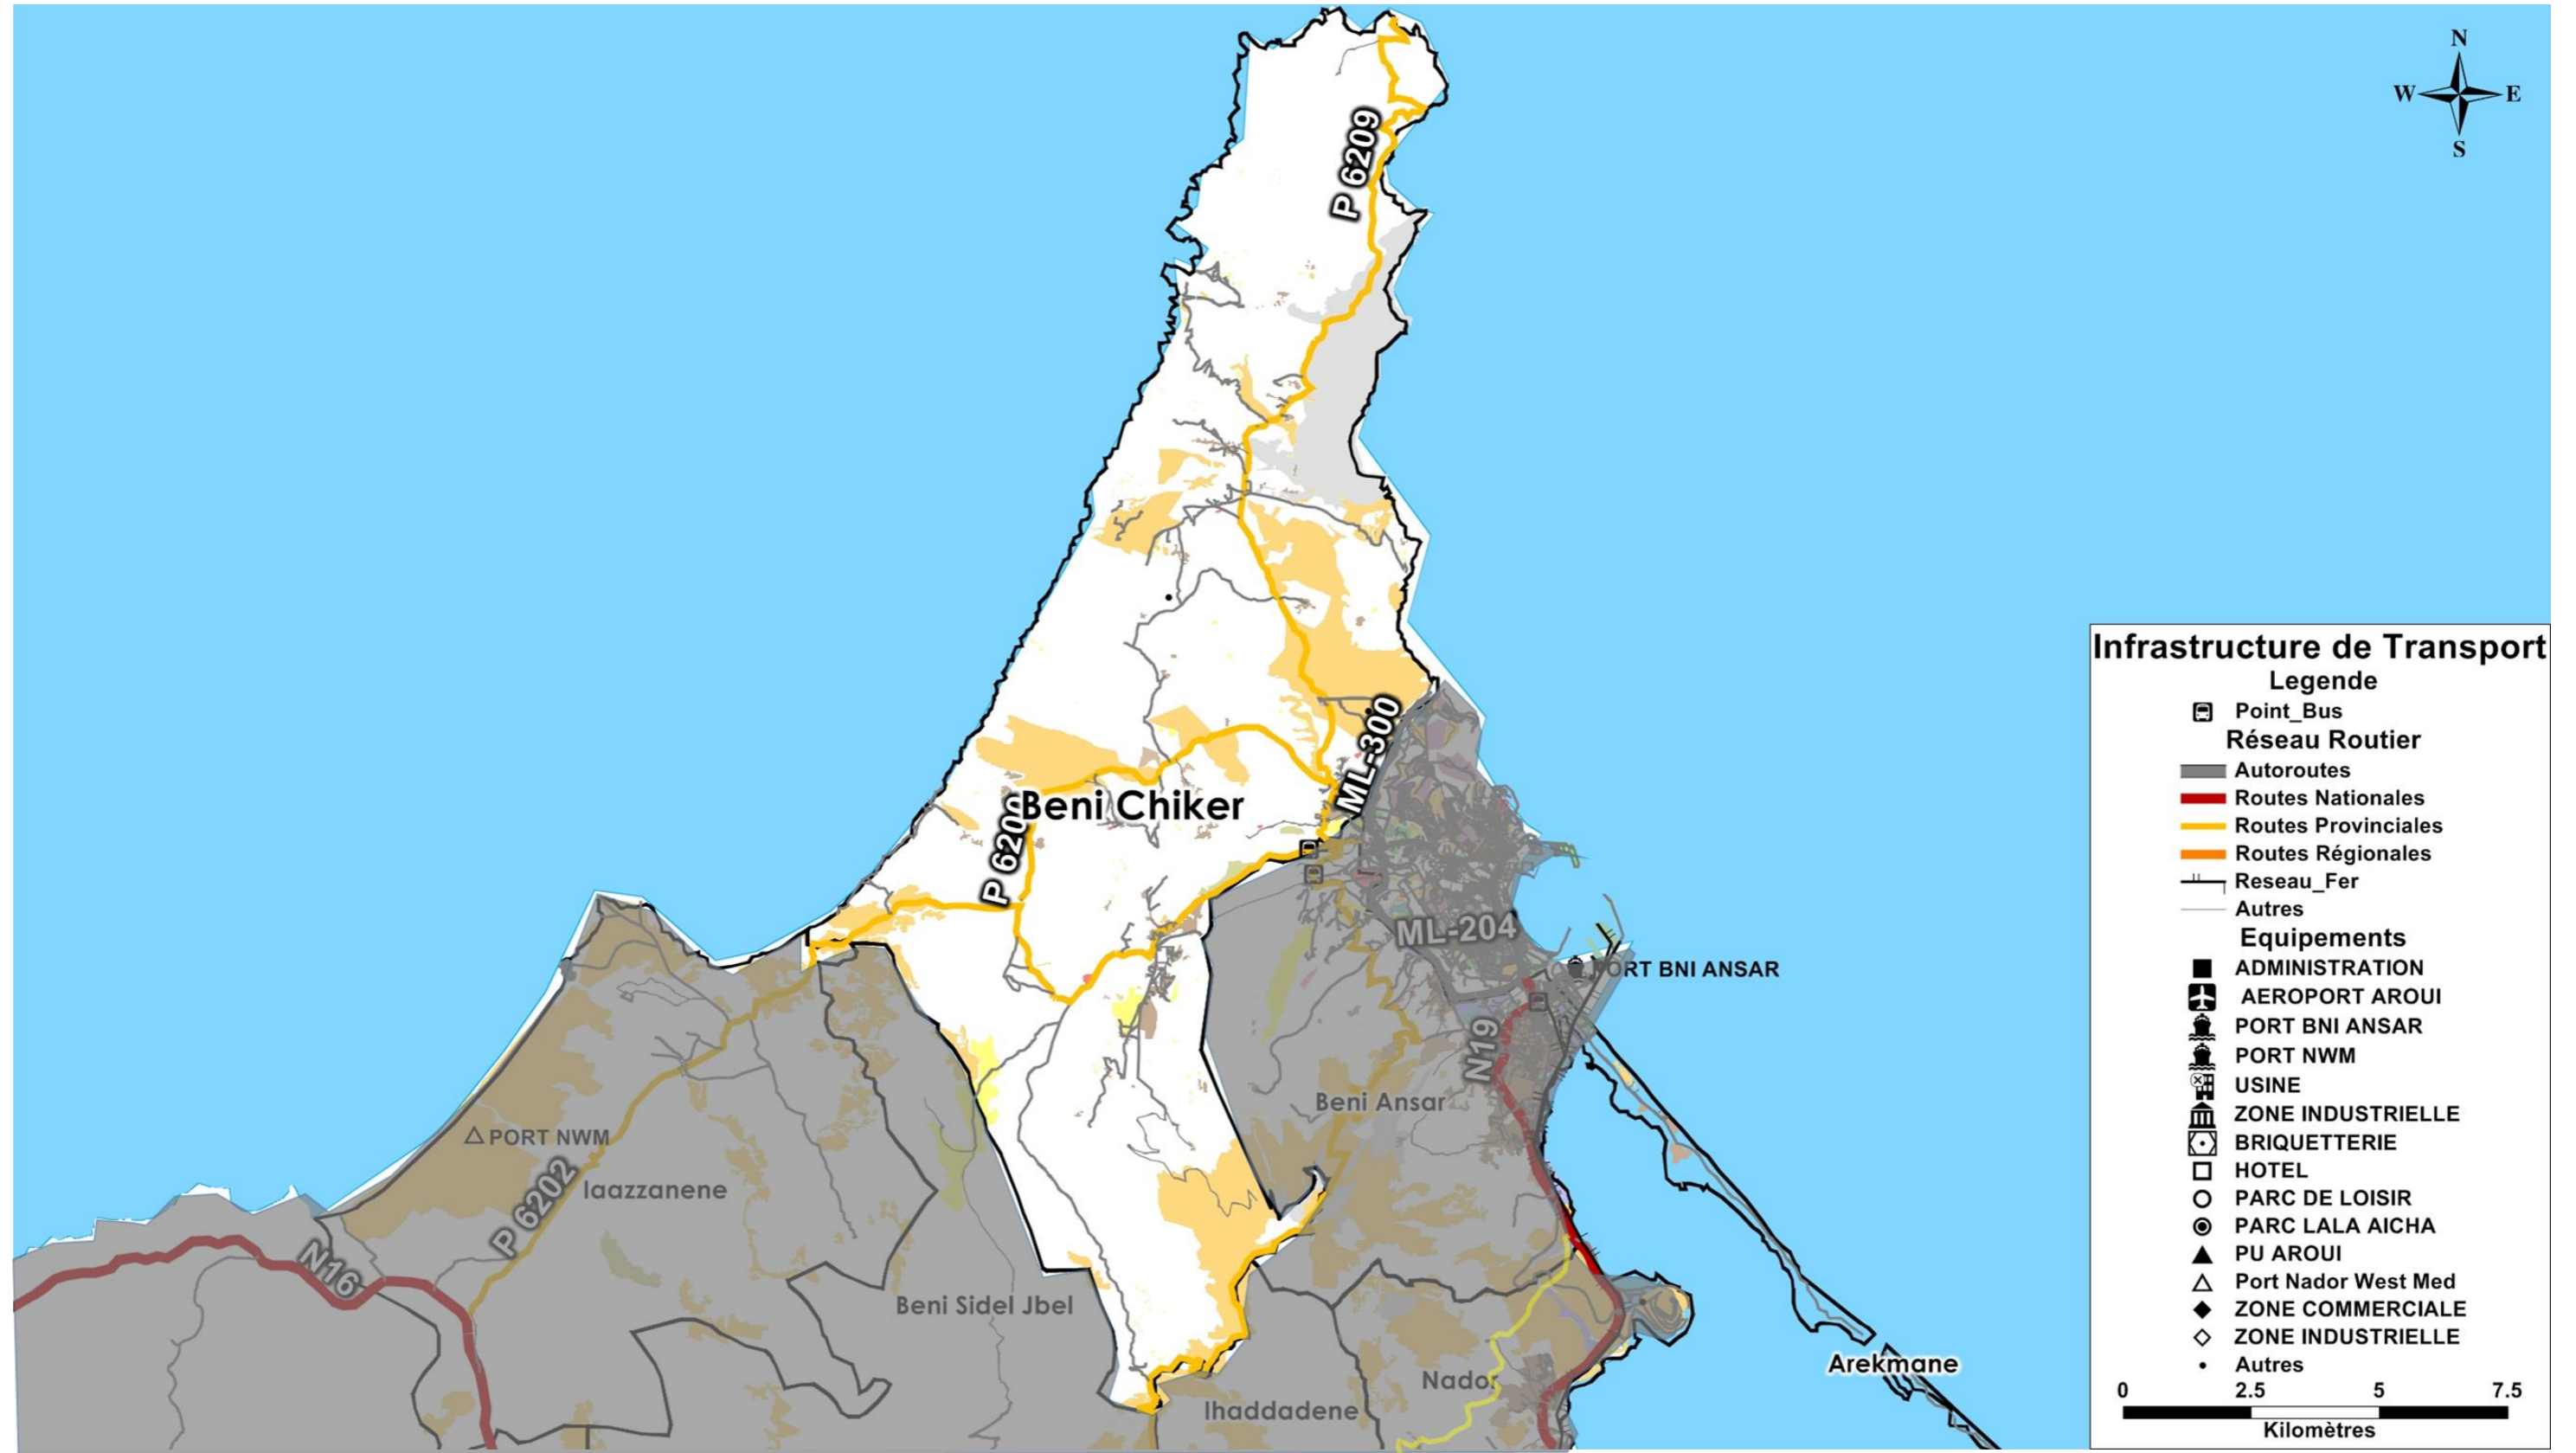 N
W E
S
P 6209
ML-300
Beni Chiker
P 6200
ML-204
PORT BNI ANSAR
N19
Beni Ansar
PORT NWM
P 6202
Iaazzanene
N16
Beni Sidel Jbel
Nador
Ihaddadene
Arekmane
Infrastructure de Transport
Legende
Point_Bus
Réseau Routier
Autoroutes
Routes Nationales
Routes Provinciales
Routes Régionales
Reseau_Fer
Autres
Equipements
ADMINISTRATION
AEROPORT AROUI
PORT BNI ANSAR
PORT NWM
USINE
ZONE INDUSTRIELLE
BRIQUETTERIE
HOTEL
PARC DE LOISIR
PARC LALA AICHA
PU AROUI
Port Nador West Med
ZONE COMMERCIALE
ZONE INDUSTRIELLE
Autres
0 2.5 5 7.5
Kilomètres